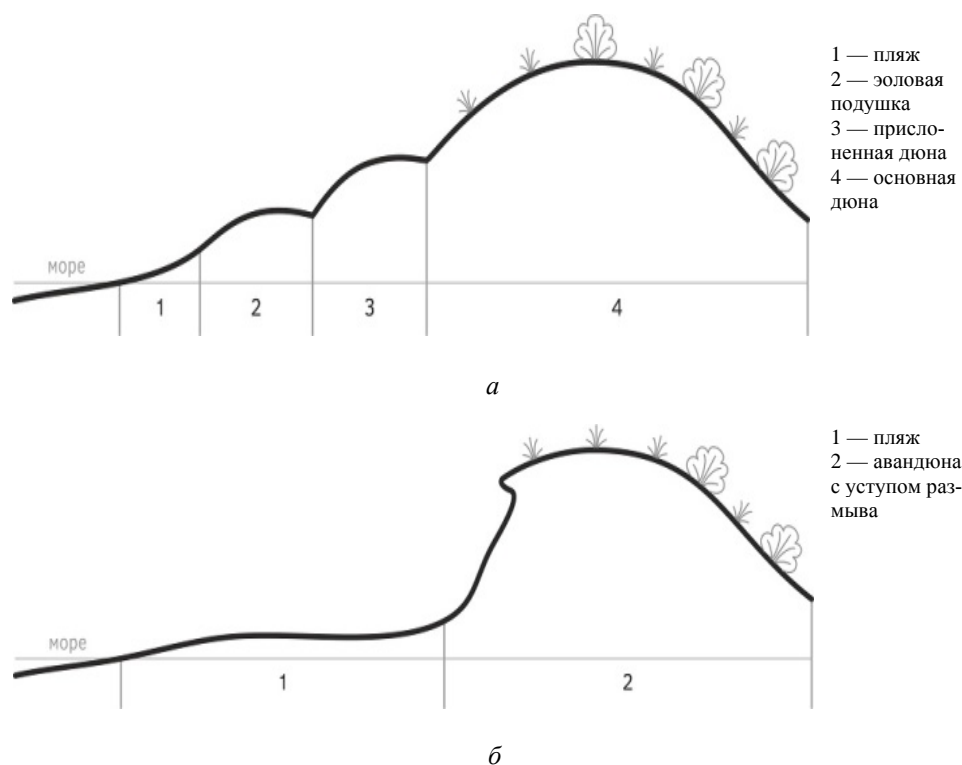 1 — пляж
2 — эоловая
подушка
3 — присло-
ненная дюна
4 — основная
дюна
море
1 2 3 4
а
1 — пляж
2 — авандюна
с уступом раз-
мыва
море
1 2
б